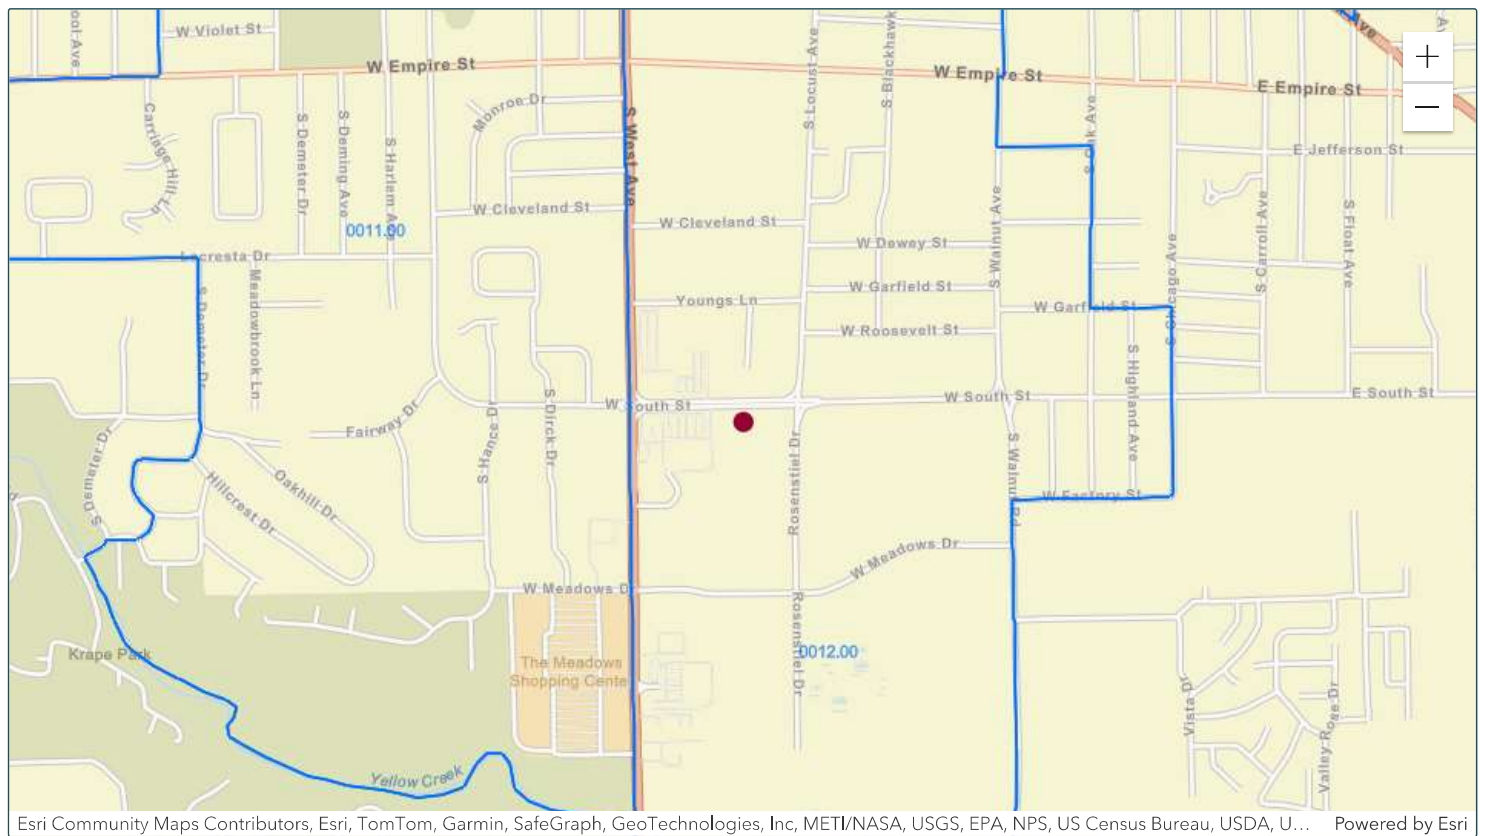 ool Ave
W Violet St
W Empire St
W Empire St
E Empire St
Ave
+
−
Carriage Hill Ln
S Demeter Dr
S Deming Ave
S Harlem Ave
Monroe Dr
S West Ave
S Locust Ave
S Blackhawk
S Oak Ave
E Jefferson St
W Cleveland St
W Cleveland St
W Dewey St
S Walnut Ave
S Carroll Ave
S Float Ave
S Chicago Ave
0011.00
Lacresta Dr
Meadowbrook Ln
S Demeter Dr
Youngs Ln
W Garfield St
W Garfield St
W Roosevelt St
S Highland Ave
W South St
W South St
E South St
Fairway Dr
S Hance Dr
S Dirck Dr
S Demeter Dr
Hillcrest Dr
Oakhill Dr
Rosenstiel Dr
S Walnut Rd
W Factory St
W Meadows Dr
W Meadows D
Rosenstiel Dr
0012.00
Krape Park
The Meadows
Shopping Cente
Yellow Creek
Vista D
Valley Rose Dr
Esri Community Maps Contributors, Esri, TomTom, Garmin, SafeGraph, GeoTechnologies, Inc, METI/NASA, USGS, EPA, NPS, US Census Bureau, USDA, U... Powered by Esri